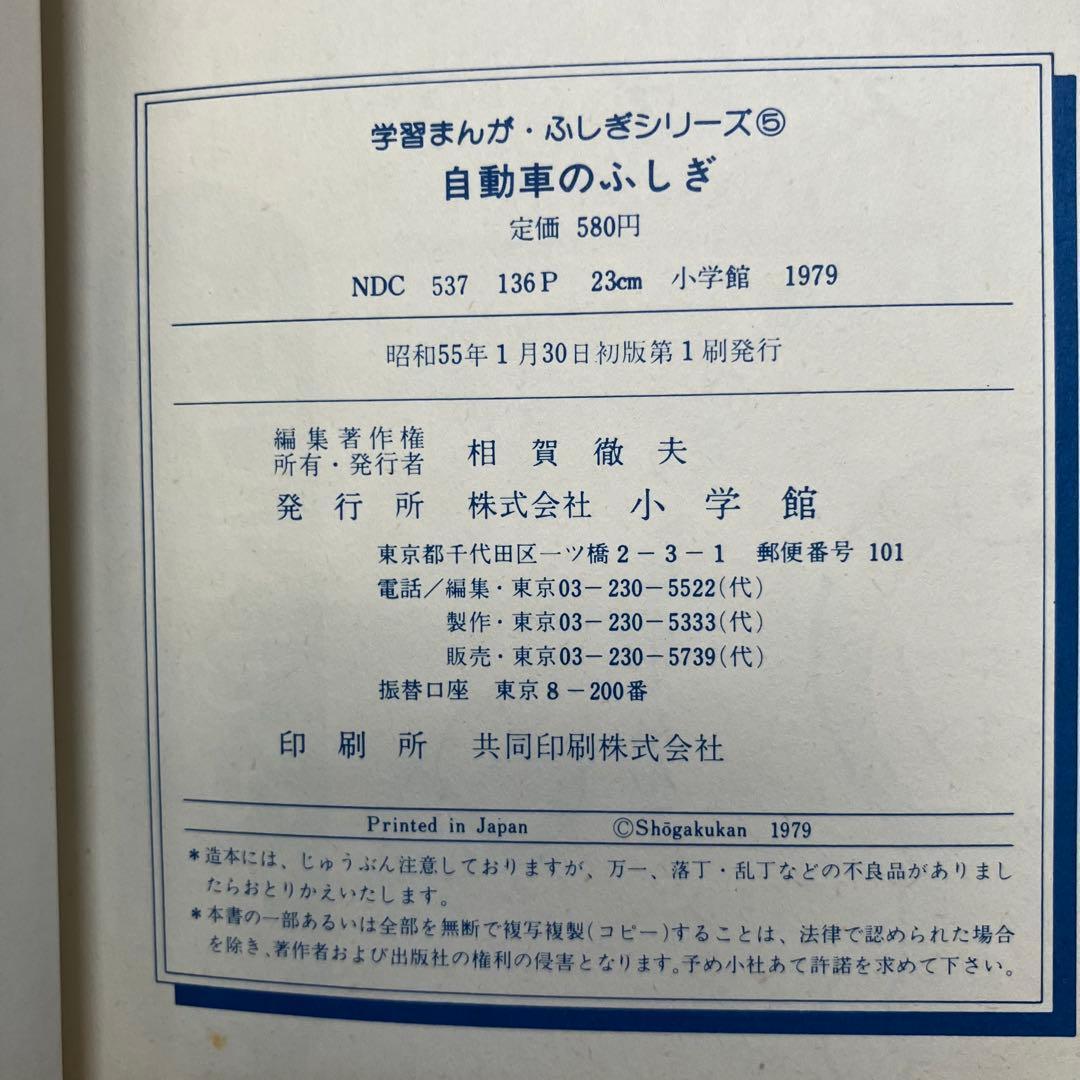 学習まんが・ふしぎシリーズ⑤
自動車のふしぎ
定価 580円
NDC 537 136P 23cm 小学館 1979
昭和55年1月30日初版第1刷発行
編集著作権
所有・発行者 相賀徹夫
発行所 株式会社 小学館
東京都千代田区一ツ橋2-3-1 郵便番号 101
電話/編集・東京03-230-5522(代)
製作・東京03-230-5333(代)
販売・東京03-230-5739(代)
振替口座 東京8-200番
印刷所 共同印刷株式会社
Printed in Japan ©Shōgakukan 1979
*造本には、じゅうぶん注意しておりますが、万一、落丁・乱丁などの不良品がありまし
たらおとりかえいたします。
*本書の一部あるいは全部を無断で複写複製(コピー)することは、法律で認められた場合
を除き、著作者および出版社の権利の侵害となります。予め小社あて許諾を求めて下さい。